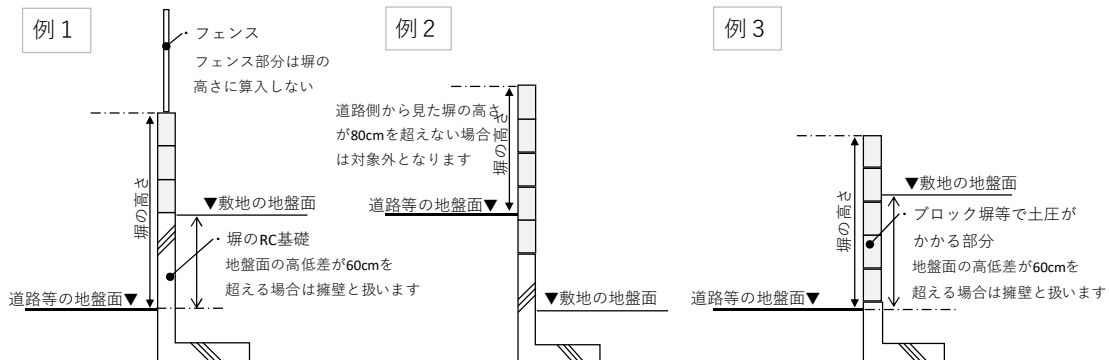 例1
・フェンス
フェンス部分は塀の
高さに算入しない
塀の高さ
▼敷地の地盤面
・塀のRC基礎
地盤面の高低差が60cmを
超える場合は擁壁と扱います
道路等の地盤面▼
例2
道路側から見た塀の高さ
が80cmを超えない場合
は対象外となります
塀の高さ
道路等の地盤面▼
▼敷地の地盤面
例3
塀の高さ
▼敷地の地盤面
・ブロック塀等で土圧が
かかる部分
地盤面の高低差が60cmを
超える場合は擁壁と扱います
道路等の地盤面▼